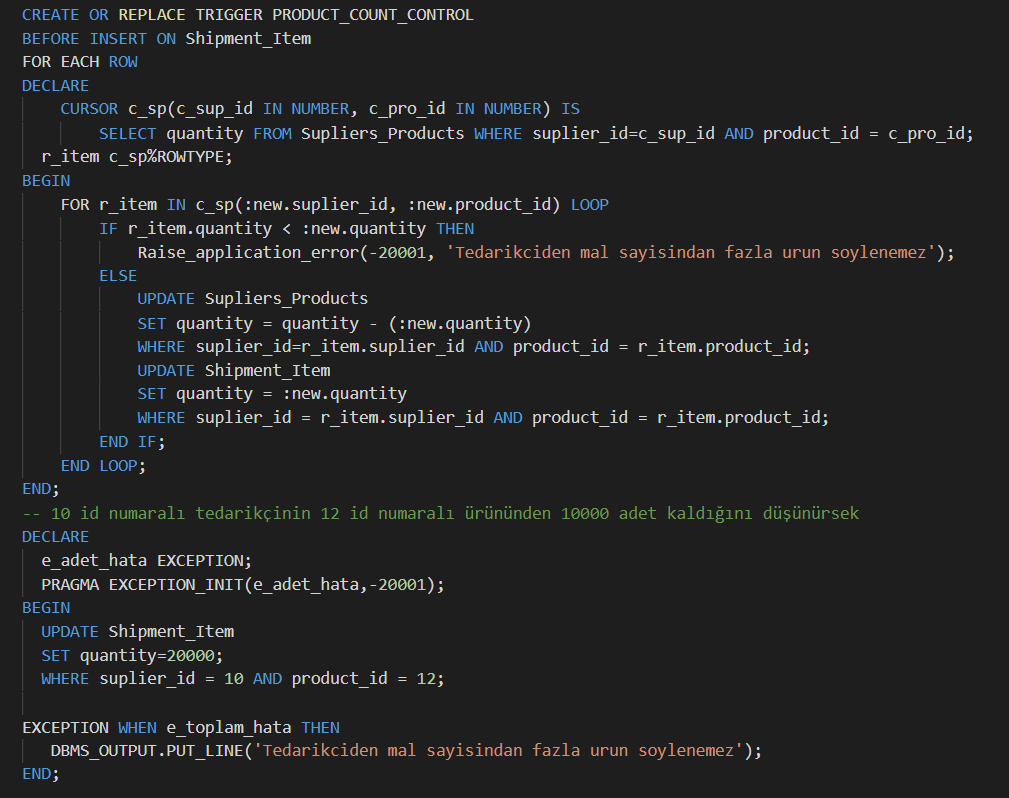 CREATE OR REPLACE TRIGGER PRODUCT_COUNT_CONTROL
BEFORE INSERT ON Shipment_Item
FOR EACH ROW
DECLARE
    CURSOR c_sp(c_sup_id IN NUMBER, c_pro_id IN NUMBER) IS
        SELECT quantity FROM Supliers_Products WHERE suplier_id=c_sup_id AND product_id = c_pro_id;
  r_item c_sp%ROWTYPE;
BEGIN
    FOR r_item IN c_sp(:new.suplier_id, :new.product_id) LOOP
        IF r_item.quantity < :new.quantity THEN
            Raise_application_error(-20001, 'Tedarikciden mal sayisindan fazla urun soylenemez');
        ELSE
            UPDATE Supliers_Products
            SET quantity = quantity - (:new.quantity)
            WHERE suplier_id=r_item.suplier_id AND product_id = r_item.product_id;
            UPDATE Shipment_Item
            SET quantity = :new.quantity
            WHERE suplier_id = r_item.suplier_id AND product_id = r_item.product_id;
        END IF;
    END LOOP;
END;
-- 10 id numaralı tedarikçinin 12 id numaralı ürününden 10000 adet kaldığını düşünürsek
DECLARE
  e_adet_hata EXCEPTION;
  PRAGMA EXCEPTION_INIT(e_adet_hata,-20001);
BEGIN
  UPDATE Shipment_Item
  SET quantity=20000;
  WHERE suplier_id = 10 AND product_id = 12;
EXCEPTION WHEN e_toplam_hata THEN
   DBMS_OUTPUT.PUT_LINE('Tedarikciden mal sayisindan fazla urun soylenemez');
END;